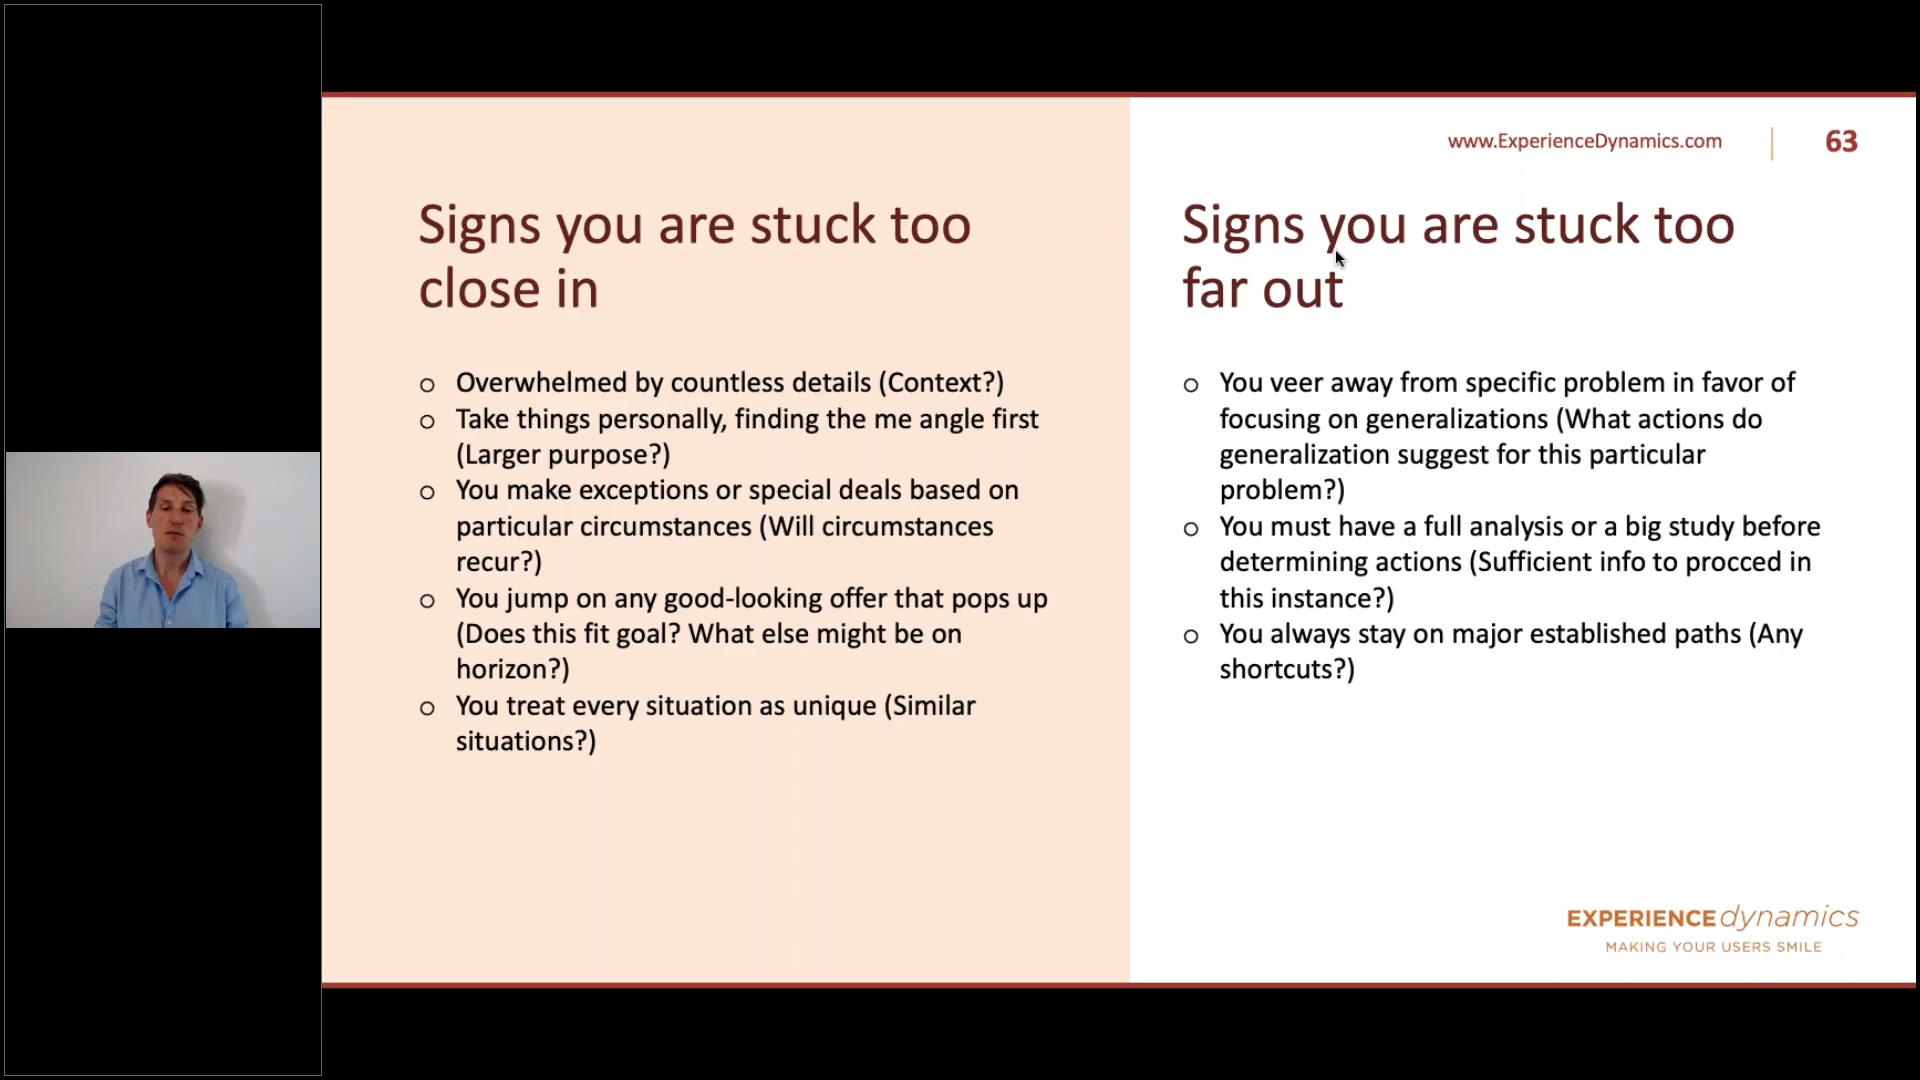 www.ExperienceDynamics.com
63
Signs you are stuck too
close in
o Overwhelmed by countless details (Context?)
o Take things personally, finding the me angle first
(Larger purpose?)
o You make exceptions or special deals based on
particular circumstances (Will circumstances
recur?)
o You jump on any good-looking offer that pops up
(Does this fit goal? What else might be on
horizon?)
o You treat every situation as unique (Similar
situations?)
Signs you are stuck too
far out
o You veer away from specific problem in favor of
focusing on generalizations (What actions do
generalization suggest for this particular
problem?)
o You must have a full analysis or a big study before
determining actions (Sufficient info to procced in
this instance?)
o You always stay on major established paths (Any
shortcuts?)
EXPERIENCE dynamics
MAKING YOUR USERS SMILE